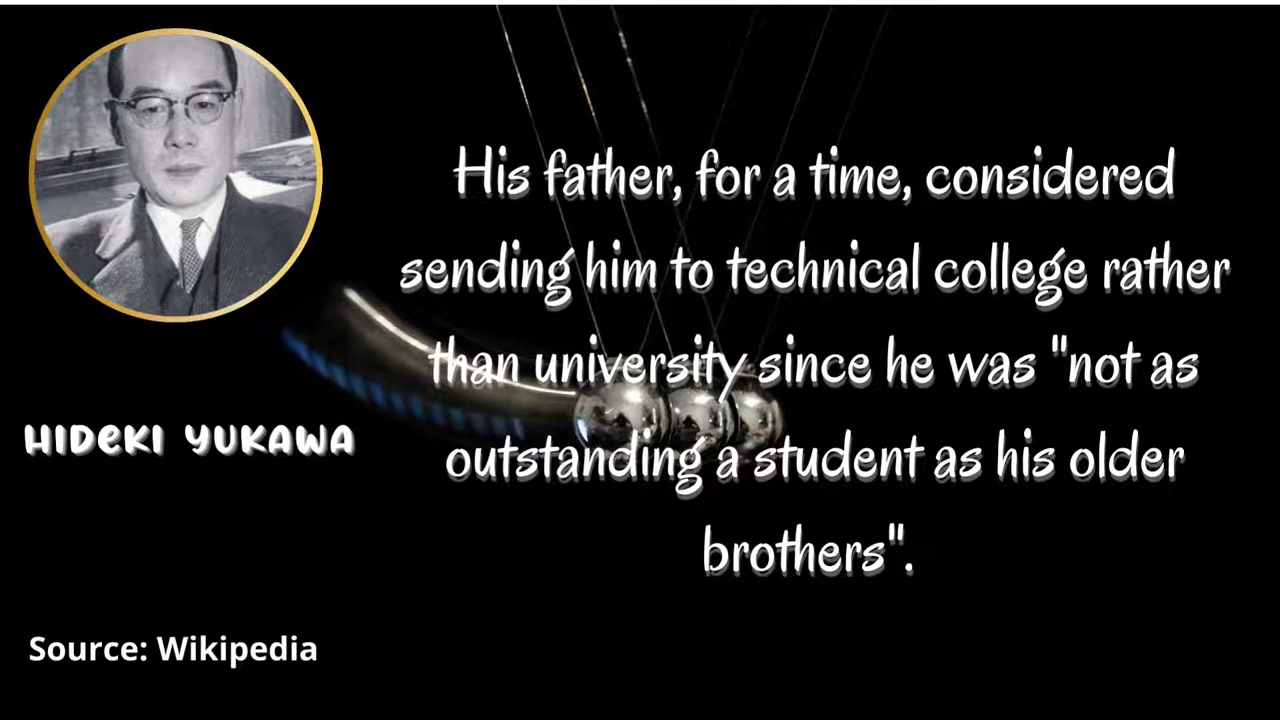 His father, for a time, considered
sending him to technical college rather
than university since he was "not as
outstanding a student as his older
brothers".
HIDEKI YUKAWA
Source: Wikipedia